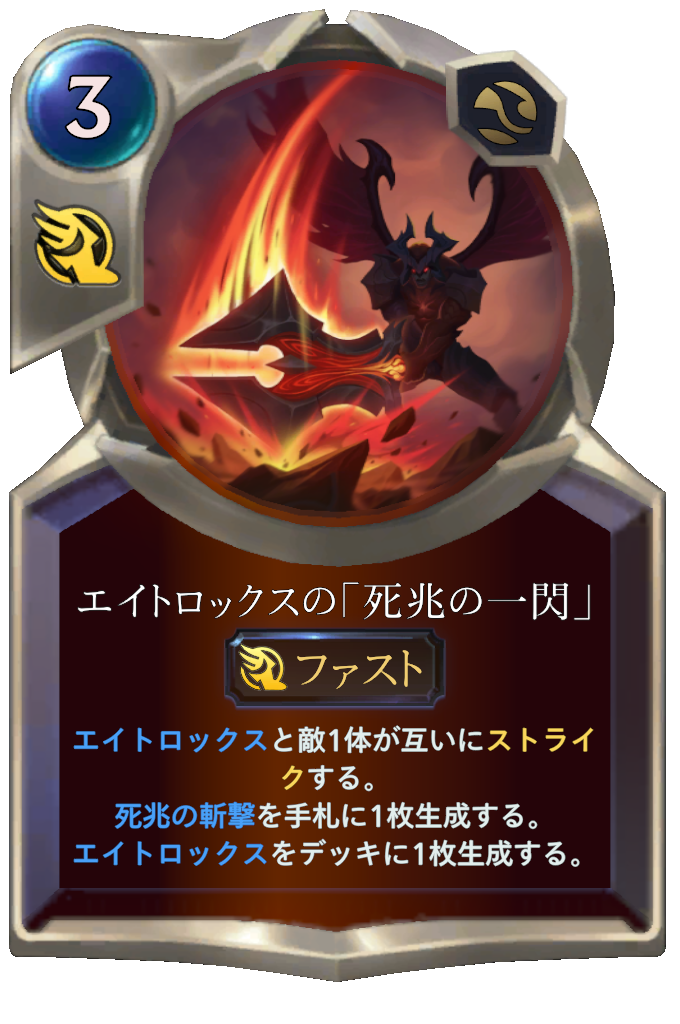 3
エイトロックスの「死兆の一閃」
ファスト
エイトロックスと敵1体が互いにストライ
クする。
死兆の斬撃を手札に1枚生成する。
エイトロックスをデッキに1枚生成する。